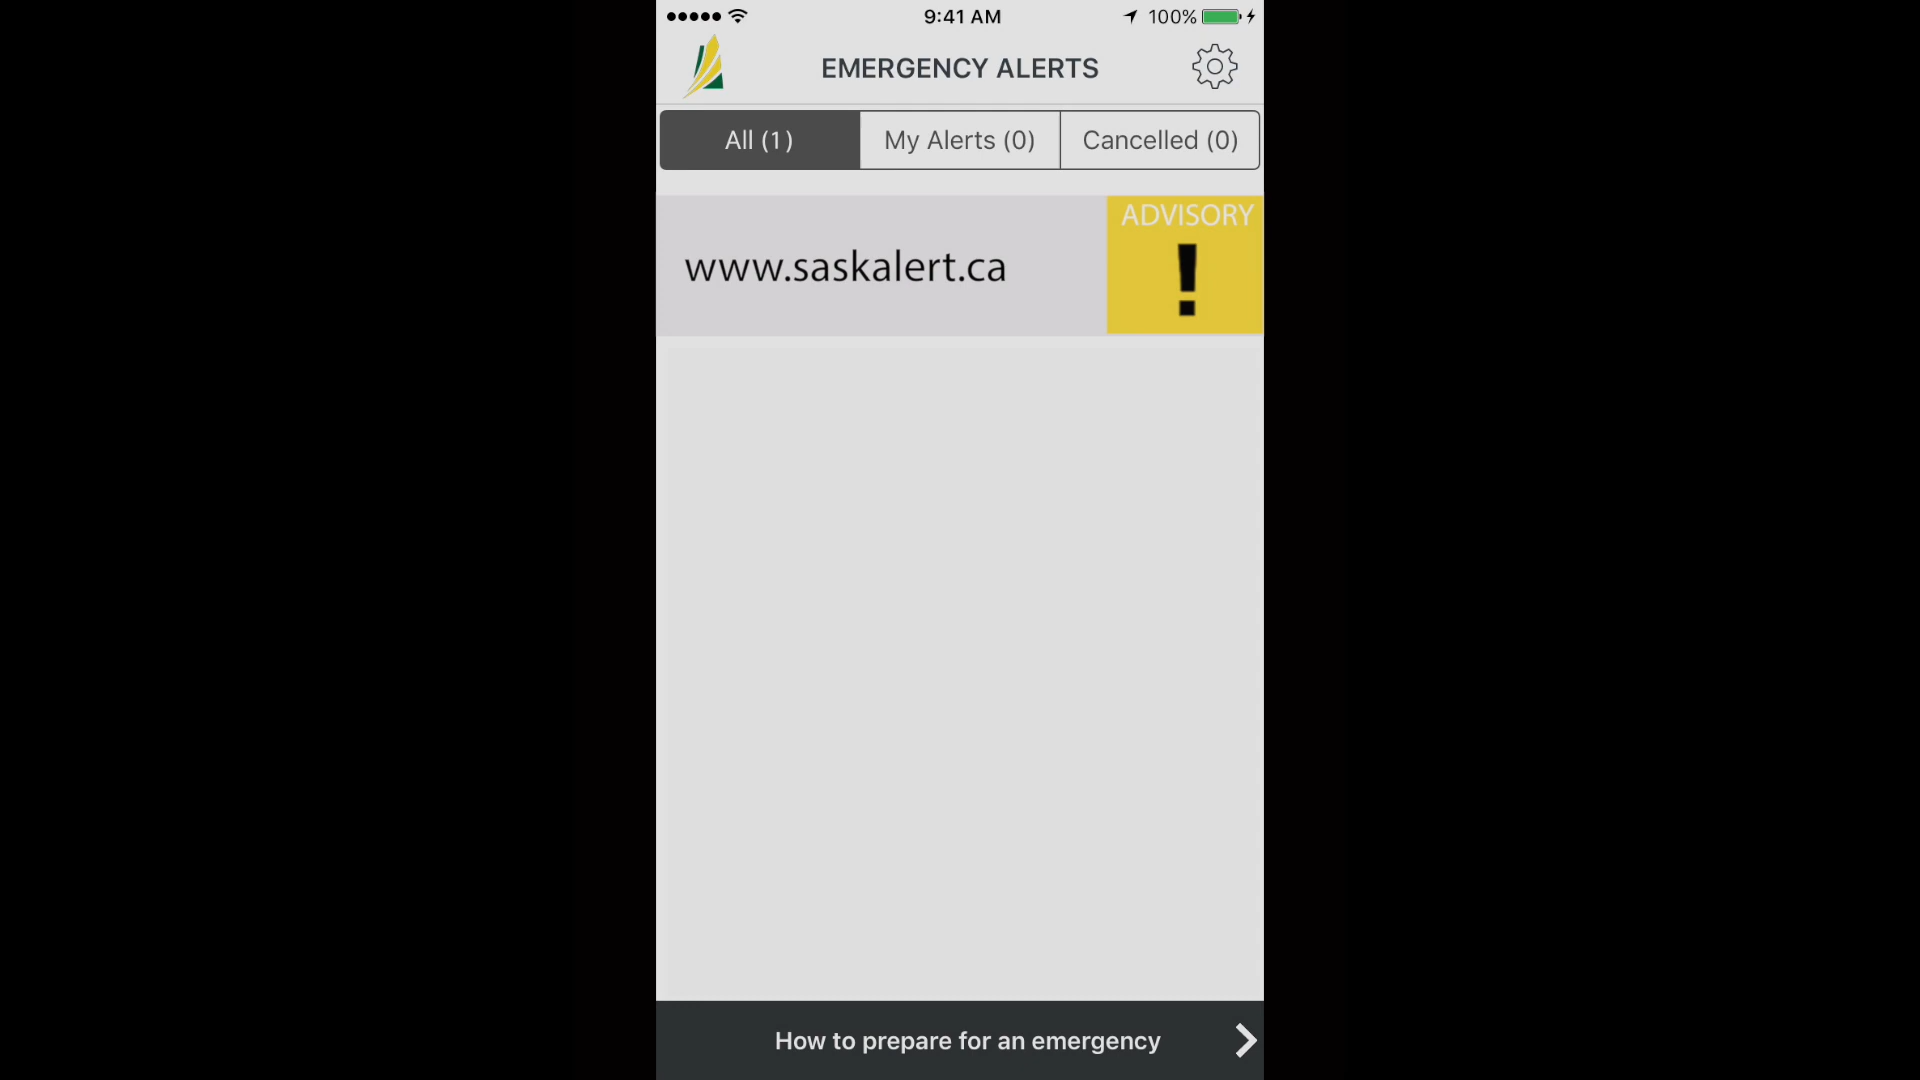 9:41 AM
100%
EMERGENCY ALERTS
All (1)
My Alerts (0)
Cancelled (0)
www.saskalert.ca
ADVISORY
!
How to prepare for an emergency